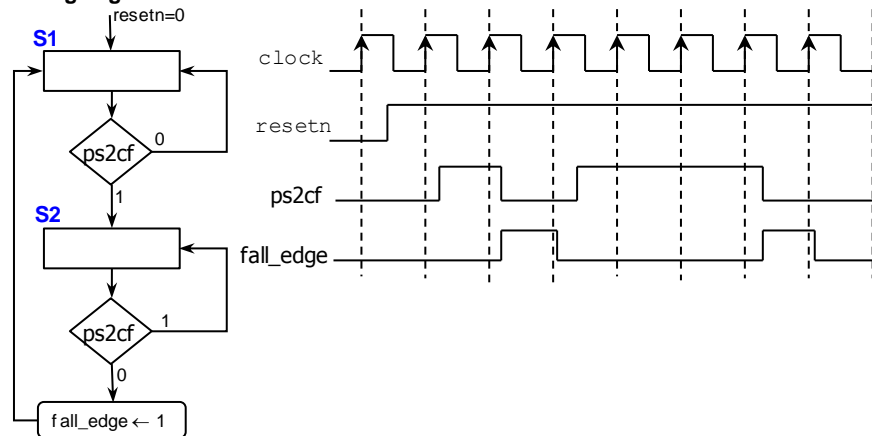 resetn=0
S1
ps2cf
0
1
S2
ps2cf
1
0
fall_edge ← 1
clock
resetn
ps2cf
fall_edge